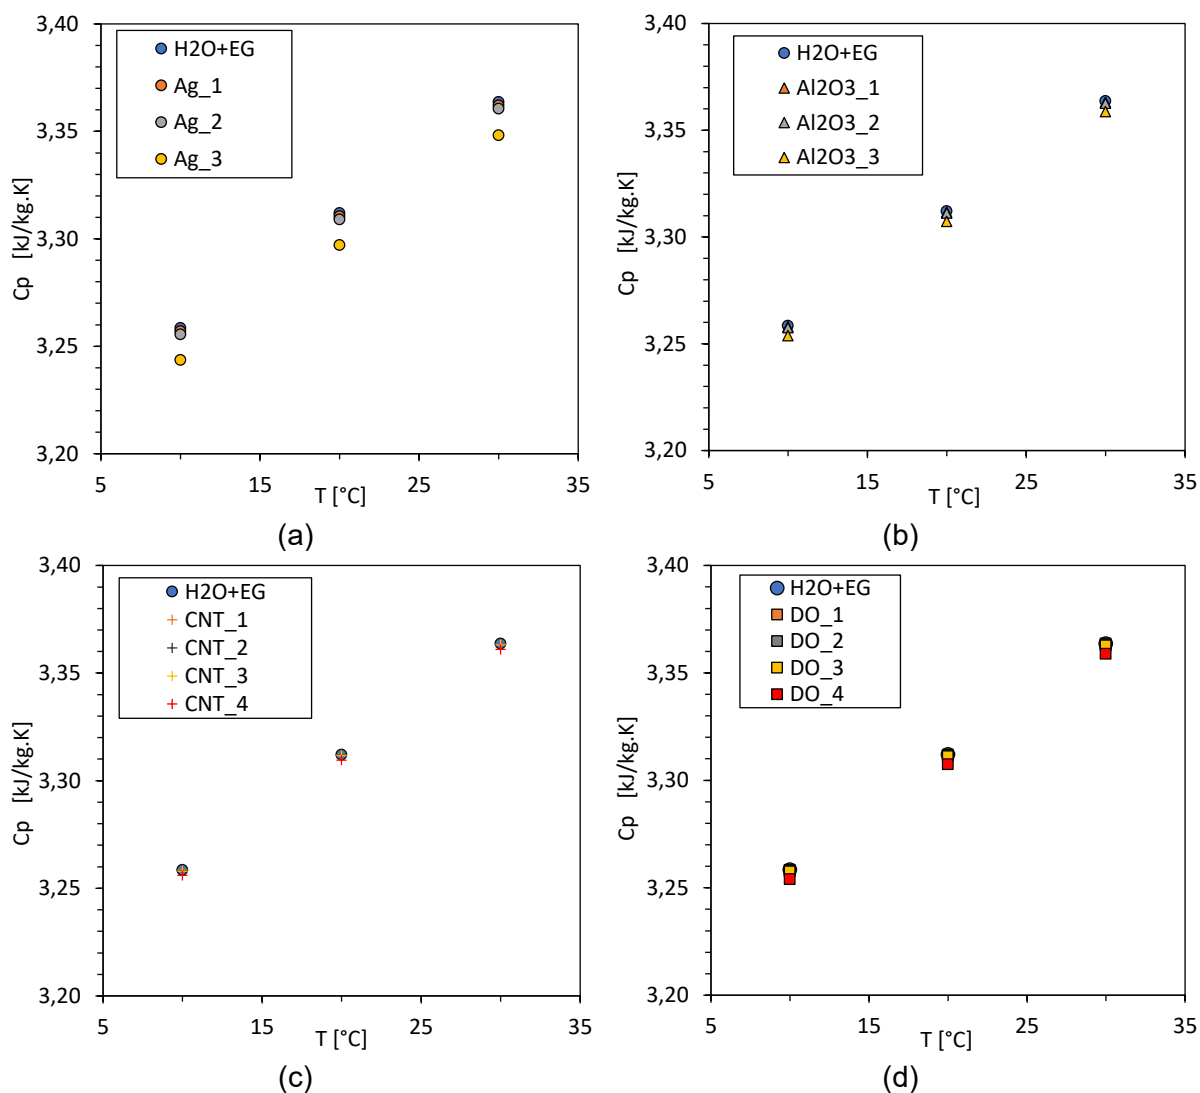 3,40
H2O+EG
Ag_1
Ag_2
Ag_3
3,35
3,30
3,25
3,20
Cp [kJ/kg.K]
5 15 25 35
T [°C]
(a)
3,40
H2O+EG
Al2O3_1
Al2O3_2
Al2O3_3
3,35
3,30
3,25
3,20
Cp [kJ/kg.K]
5 15 25 35
T [°C]
(b)
3,40
H2O+EG
CNT_1
CNT_2
CNT_3
CNT_4
3,35
3,30
3,25
3,20
Cp [kJ/kg.K]
5 15 25 35
T [°C]
(c)
3,40
H2O+EG
DO_1
DO_2
DO_3
DO_4
3,35
3,30
3,25
3,20
Cp [kJ/kg.K]
5 15 25 35
T [°C]
(d)